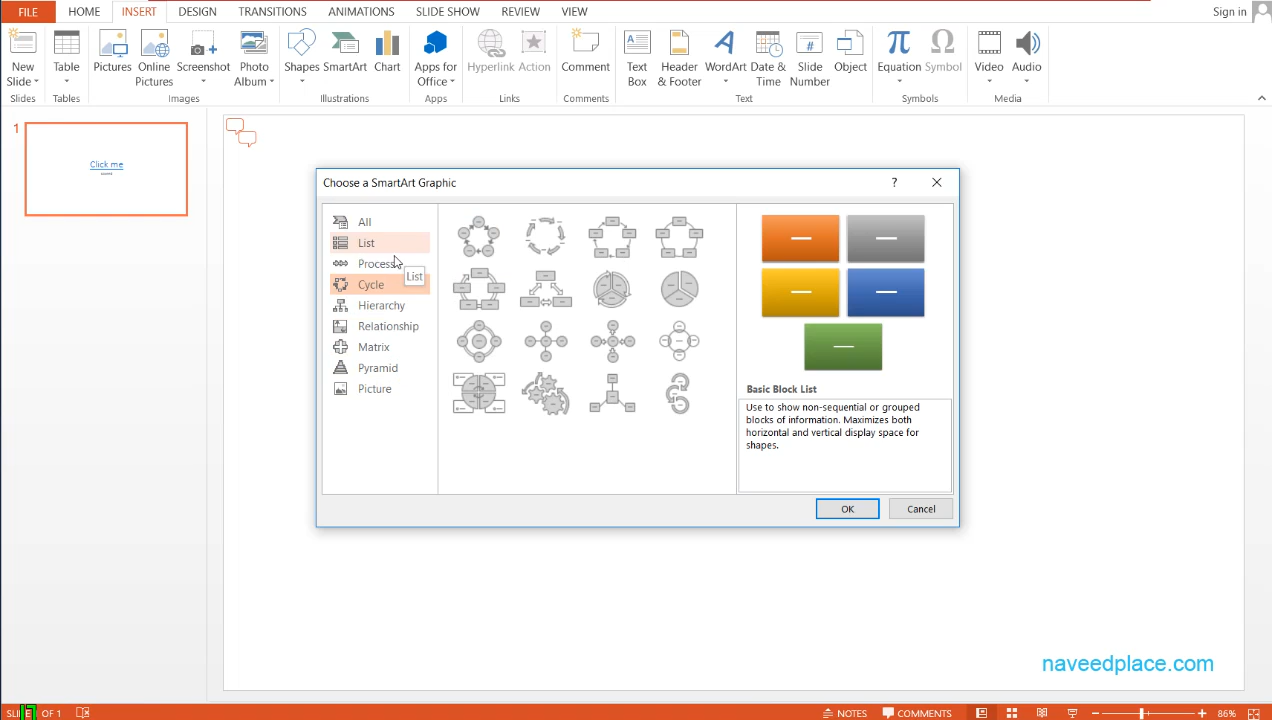 FILE HOME INSERT DESIGN TRANSITIONS ANIMATIONS SLIDE SHOW REVIEW VIEW Sign in
New Slide Table Pictures Online Pictures Screenshot Photo Album Shapes SmartArt Chart Apps for Office Hyperlink Action Comment Text Box Header & Footer WordArt Date & Time Slide Number Object Equation Symbol Video Audio
Slides Tables Images Illustrations Apps Links Comments Text Symbols Media
1
Click me
Choose a SmartArt Graphic ?
All
List
Process
List
Cycle
Hierarchy
Relationship
Matrix
Pyramid
Picture
Basic Block List
Use to show non-sequential or grouped
blocks of information. Maximizes both
horizontal and vertical display space for
shapes.
OK Cancel
naveedplace.com
OF 1 NOTES COMMENTS 86%